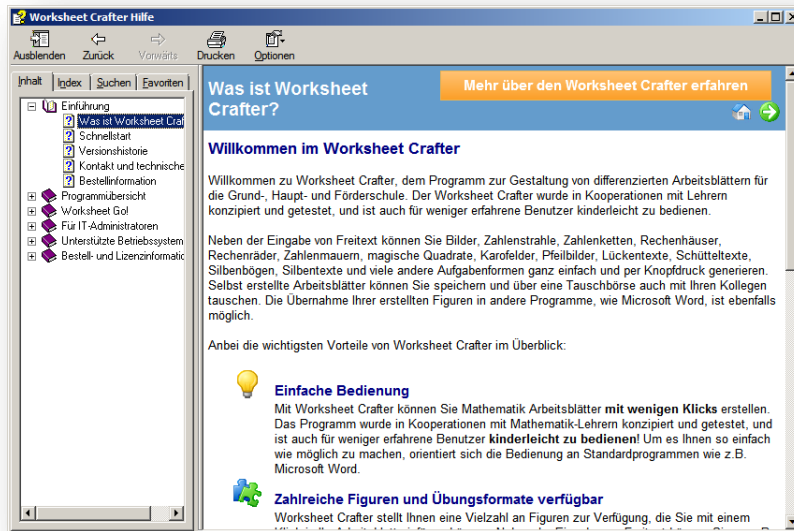 Worksheet Crafter Hilfe
Ausblenden Zurück Vorwärts Drucken Optionen
Inhalt Index Suchen Favoriten
Einführung
Was ist Worksheet Craf
Schnellstart
Versionshistorie
Kontakt und technische
Bestellinformation
Programmübersicht
Worksheet Go!
Für IT-Administratoren
Unterstützte Betriebssystem
Bestell- und Lizenzinformatic
Was ist Worksheet
Crafter?
Mehr über den Worksheet Crafter erfahren
Willkommen im Worksheet Crafter
Willkommen zu Worksheet Crafter, dem Programm zur Gestaltung von differenzierten Arbeitsblättern für
die Grund-, Haupt- und Förderschule. Der Worksheet Crafter wurde in Kooperationen mit Lehrern
konzipiert und getestet, und ist auch für weniger erfahrene Benutzer kinderleicht zu bedienen.
Neben der Eingabe von Freitext können Sie Bilder, Zahlenstrahle, Zahlenketten, Rechenhäuser,
Rechenräder, Zahlenmauern, magische Quadrate, Karofelder, Pfeilbilder, Lückentexte, Schütteltexte,
Silbenbögen, Silbentexte und viele andere Aufgabenformen ganz einfach und per Knopfdruck generieren.
Selbst erstellte Arbeitsblätter können Sie speichern und über eine Tauschbörse auch mit Ihren Kollegen
tauschen. Die Übernahme Ihrer erstellten Figuren in andere Programme, wie Microsoft Word, ist ebenfalls
möglich.
Anbei die wichtigsten Vorteile von Worksheet Crafter im Überblick:
Einfache Bedienung
Mit Worksheet Crafter können Sie Mathematik Arbeitsblätter mit wenigen Klicks erstellen.
Das Programm wurde in Kooperationen mit Mathematik-Lehrern konzipiert und getestet, und
ist auch für weniger erfahrene Benutzer kinderleicht zu bedienen! Um es Ihnen so einfach
wie möglich zu machen, orientiert sich die Bedienung an Standardprogrammen wie z.B.
Microsoft Word.
Zahlreiche Figuren und Übungsformate verfügbar
Worksheet Crafter stellt Ihnen eine Vielzahl an Figuren zur Verfügung, die Sie mit einem